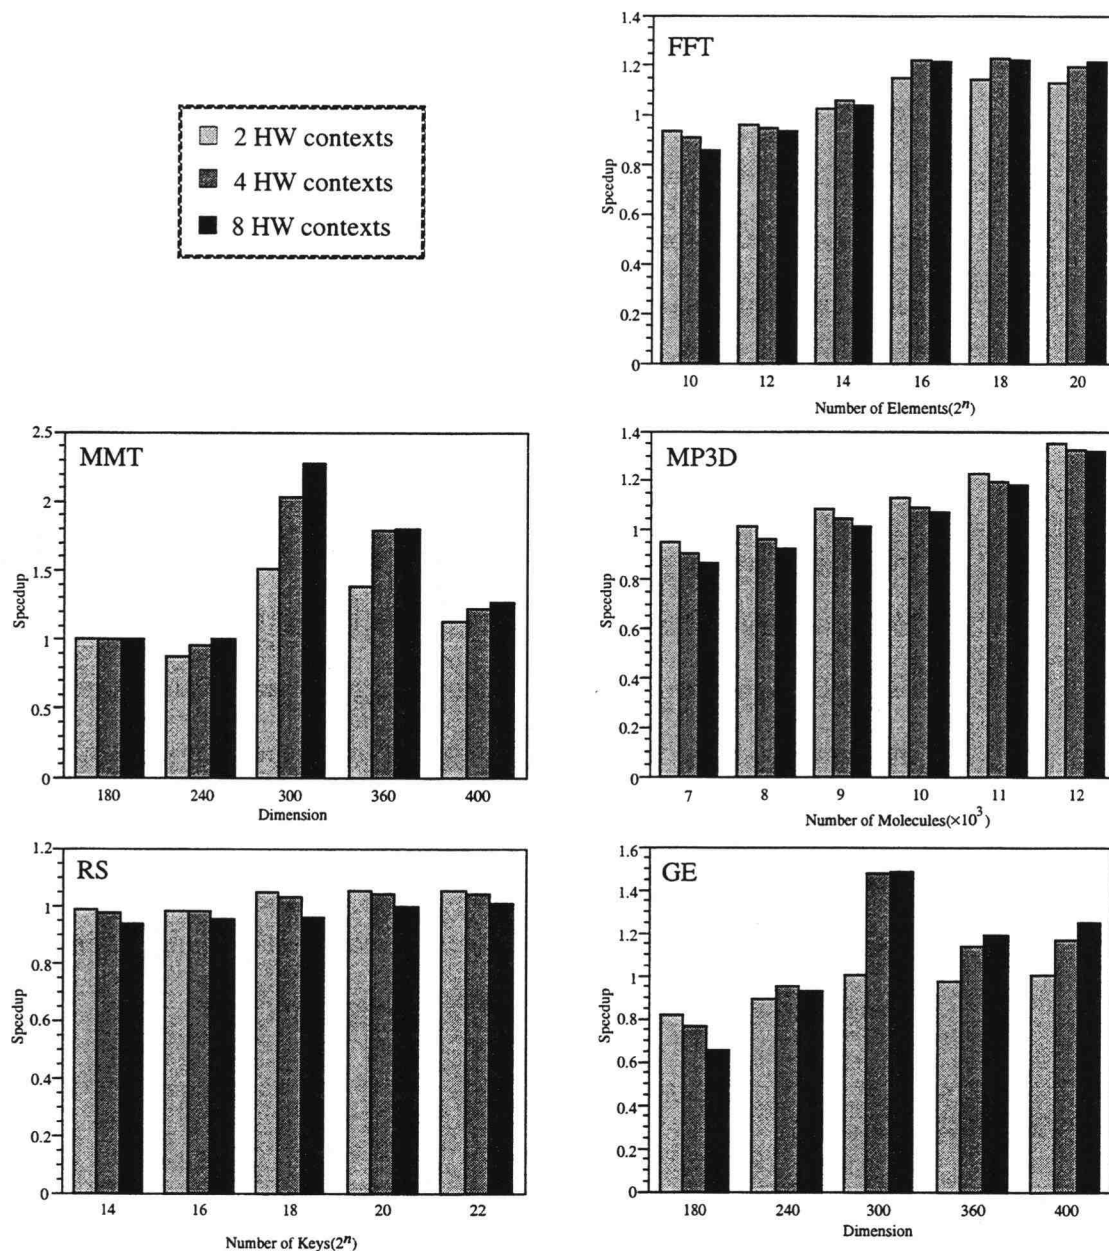 2 HW contexts
4 HW contexts
8 HW contexts
FFT
1.4
1.2
1
0.8
0.6
0.4
0.2
0
Speedup
10 12 14 16 18 20
Number of Elements(2ⁿ)
MMT
2.5
2
1.5
1
0.5
0
Speedup
180 240 300 360 400
Dimension
MP3D
1.4
1.2
1
0.8
0.6
0.4
0.2
0
Speedup
7 8 9 10 11 12
Number of Molecules(×10³)
RS
1.2
1
0.8
0.6
0.4
0.2
0
Speedup
14 16 18 20 22
Number of Keys(2ⁿ)
GE
1.6
1.4
1.2
1
0.8
0.6
0.4
0.2
0
Speedup
180 240 300 360 400
Dimension